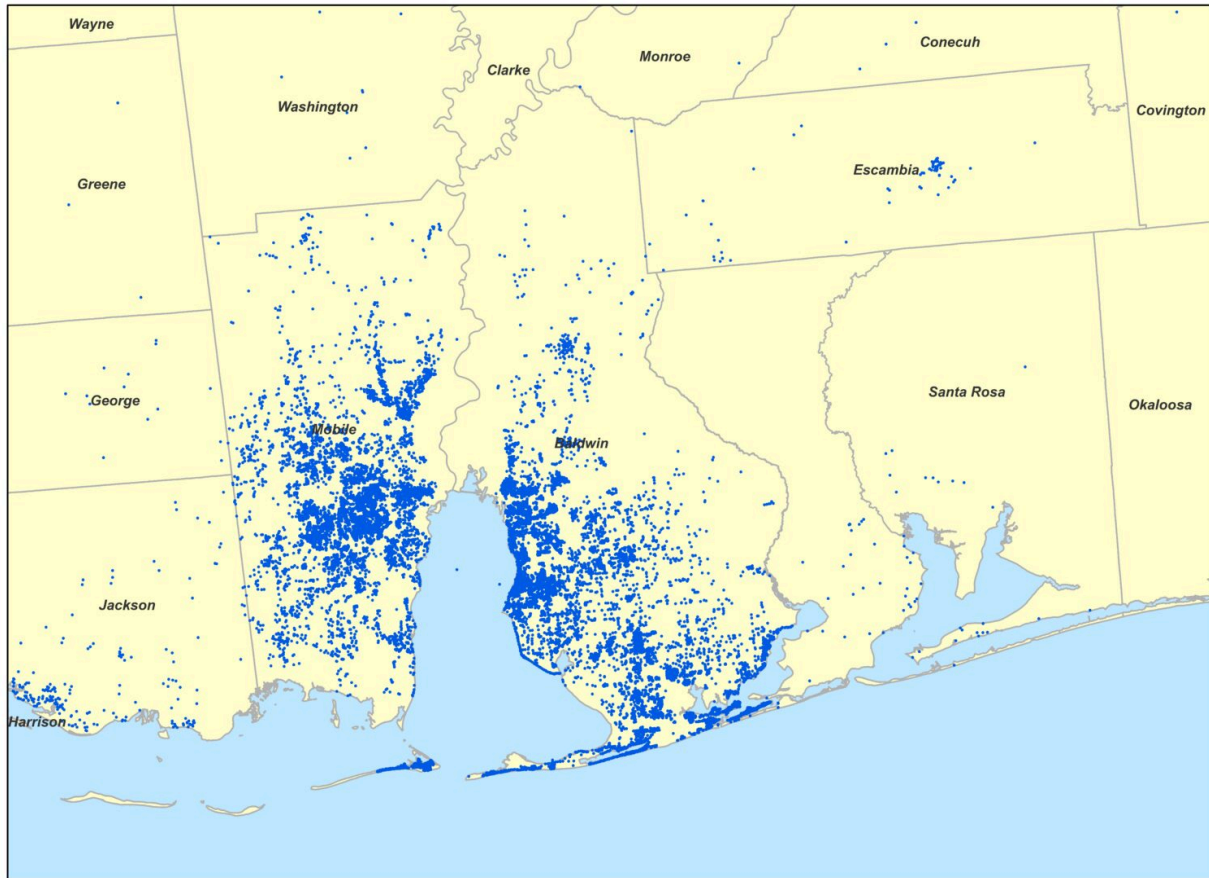 Wayne
Clarke
Monroe
Conecuh
Washington
Covington
Greene
Escambia
George
Mobile
Baldwin
Santa Rosa
Okaloosa
Jackson
Harrison